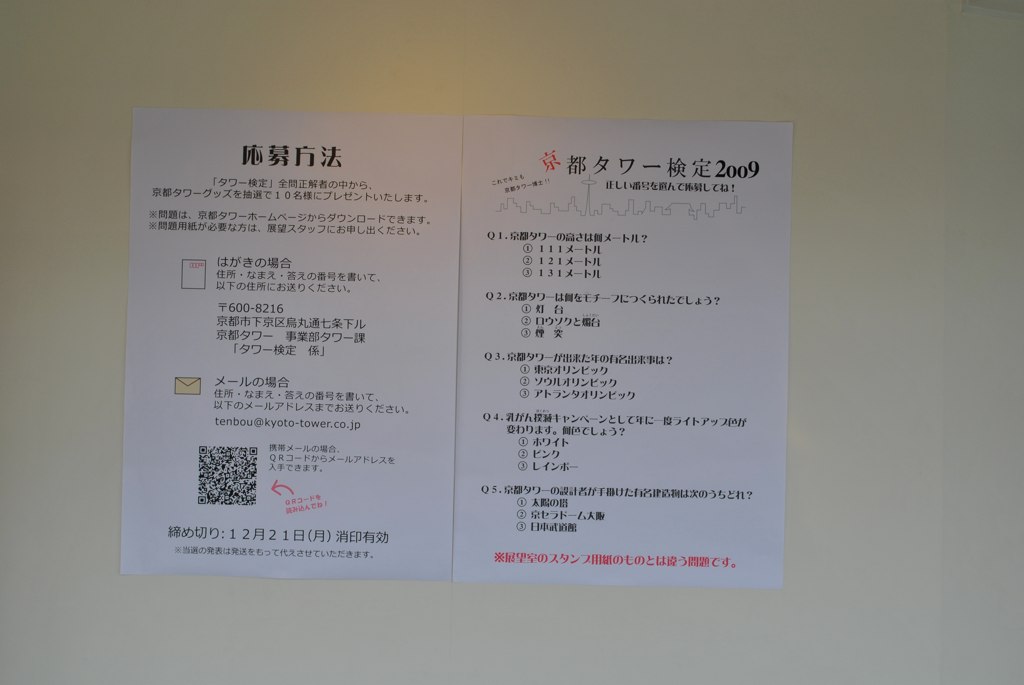 応募方法
「タワー検定」全問正解者の中から、
京都タワーグッズを抽選で１０名様にプレゼントいたします。
※問題は、京都タワーホームページからダウンロードできます。
※問題用紙が必要な方は、展望スタッフにお申し出ください。
はがきの場合
住所・なまえ・答えの番号を書いて、
以下の住所にお送りください。
〒600-8216
京都市下京区烏丸通七条下ル
京都タワー　事業部タワー課
「タワー検定　係」
メールの場合
住所・なまえ・答えの番号を書いて、
以下のメールアドレスまでお送りください。
tenbou@kyoto-tower.co.jp
携帯メールの場合、
ＱＲコードからメールアドレスを
入手できます。
ＱＲコードを
読み込んでね！
締め切り:１２月２１日(月) 消印有効
※当選の発表は発送をもって代えさせていただきます。
京都タワー検定2009
これでキミも
京都タワー博士！！
正しい番号を選んで応募してね！
Ｑ１.京都タワーの高さは何メートル？
① １１１メートル
② １２１メートル
③ １３１メートル
Ｑ２.京都タワーは何をモチーフにつくられたでしょう？
① 灯　台
② ロウソクと燭台
③ 煙　突
Ｑ３.京都タワーが出来た年の有名出来事は？
① 東京オリンピック
② ソウルオリンピック
③ アトランタオリンピック
Ｑ４.乳がん撲滅キャンペーンとして年に一度ライトアップ色が
変わります。何色でしょう？
① ホワイト
② ピンク
③ レインボー
Ｑ５.京都タワーの設計者が手掛けた有名建造物は次のうちどれ？
① 太陽の塔
② 京セラドーム大阪
③ 日本武道館
※展望室のスタンプ用紙のものとは違う問題です。